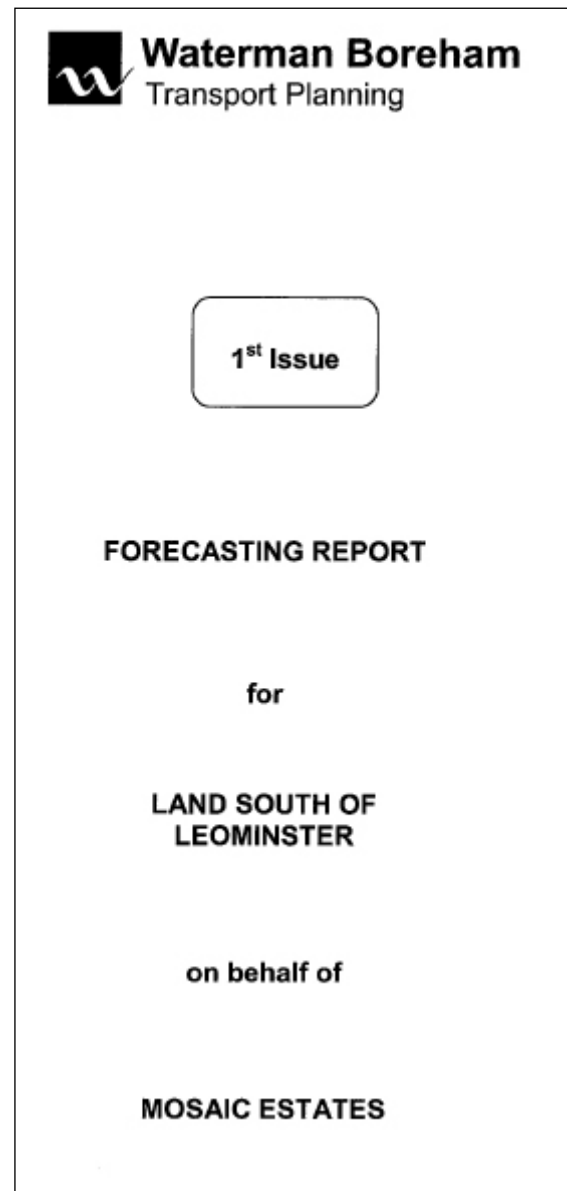 Waterman Boreham
Transport Planning
1st Issue
FORECASTING REPORT
for
LAND SOUTH OF
LEOMINSTER
on behalf of
MOSAIC ESTATES